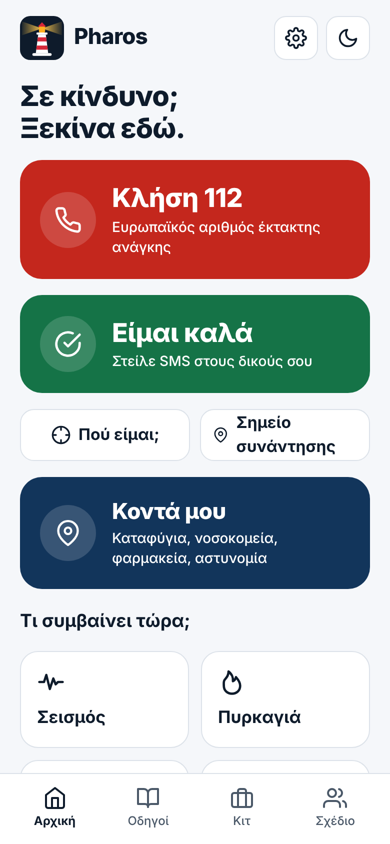 Pharos
Σε κίνδυνο;
Ξεκίνα εδώ.
Κλήση 112
Ευρωπαϊκός αριθμός έκτακτης
ανάγκης
Είμαι καλά
Στείλε SMS στους δικούς σου
Πού είμαι;
Σημείο
συνάντησης
Κοντά μου
Καταφύγια, νοσοκομεία,
φαρμακεία, αστυνομία
Τι συμβαίνει τώρα;
Σεισμός
Πυρκαγιά
Αρχική
Οδηγοί
Κιτ
Σχέδιο